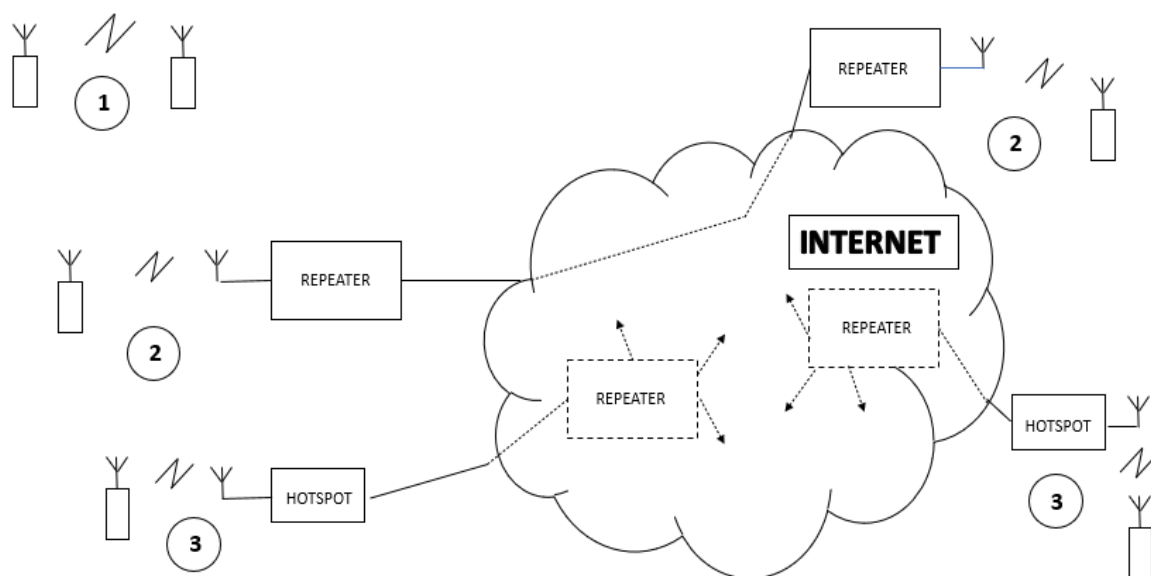 1
REPEATER
2
INTERNET
REPEATER
2
REPEATER
REPEATER
HOTSPOT
HOTSPOT
3
3